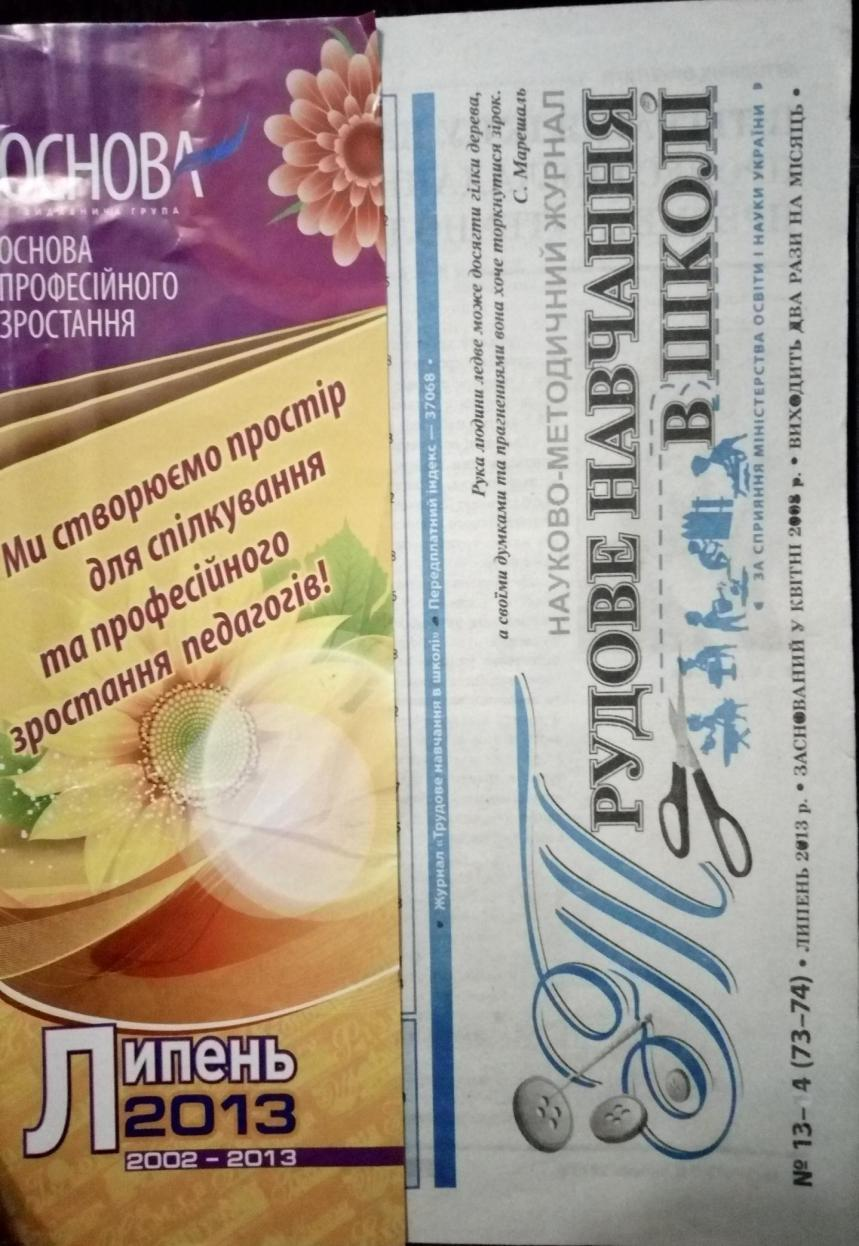 ОСНОВА
ВИДАВНИЧА ГРУПА
ОСНОВА
ПРОФЕСІЙНОГО
ЗРОСТАННЯ
Ми створюємо простір
для спілкування
та професійного
зростання педагогів!
Липень
2013
2002 – 2013
• Журнал «Трудове навчання в школі» • Передплатний індекс — 37068 •
Рука людини ледве може досягти гілки дерева,
а своїми думками та прагненнями вона хоче торкнутися зірок.
С. Марешаль
НАУКОВО-МЕТОДИЧНИЙ ЖУРНАЛ
ТРУДОВЕ НАВЧАННЯ
В ШКОЛІ
ЗА СПРИЯННЯ МІНІСТЕРСТВА ОСВІТИ І НАУКИ УКРАЇНИ
№ 13–14 (73–74) • ЛИПЕНЬ 2013 р. • ЗАСНОВАНИЙ У КВІТНІ 2008 р. • ВИХОДИТЬ ДВА РАЗИ НА МІСЯЦЬ •